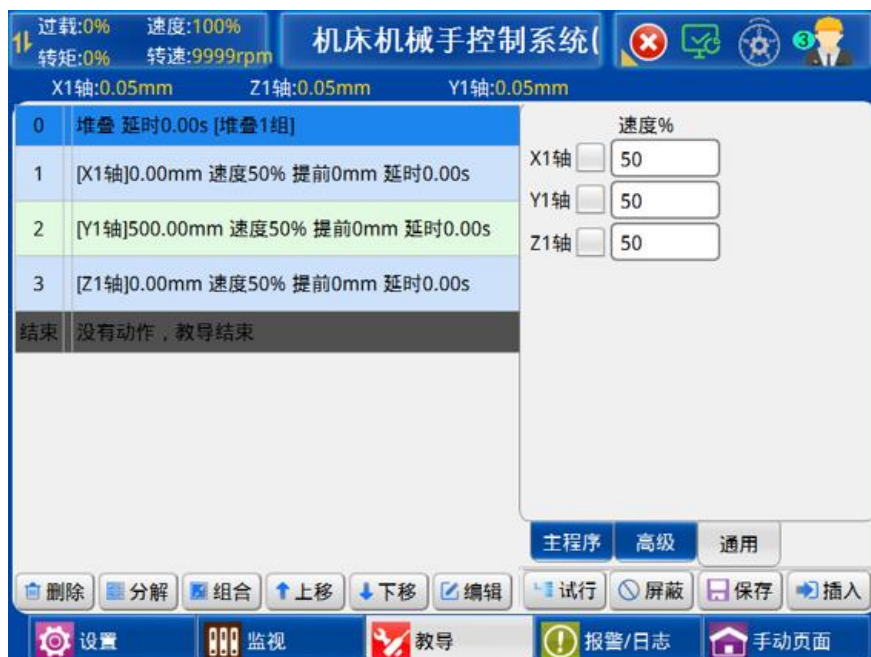 过载:0% 速度:100%
机床机械手控制系统(
3
转矩:0% 转速:9999rpm
X1轴:0.05mm Z1轴:0.05mm Y1轴:0.05mm
0 堆叠 延时0.00s [堆叠1组]
1 [X1轴]0.00mm 速度50% 提前0mm 延时0.00s
2 [Y1轴]500.00mm 速度50% 提前0mm 延时0.00s
3 [Z1轴]0.00mm 速度50% 提前0mm 延时0.00s
结束 没有动作，教导结束
速度%
X1轴 50
Y1轴 50
Z1轴 50
主程序 高级 通用
删除 分解 组合 上移 下移 编辑 试行 屏蔽 保存 插入
设置 监视 教导 报警/日志 手动页面